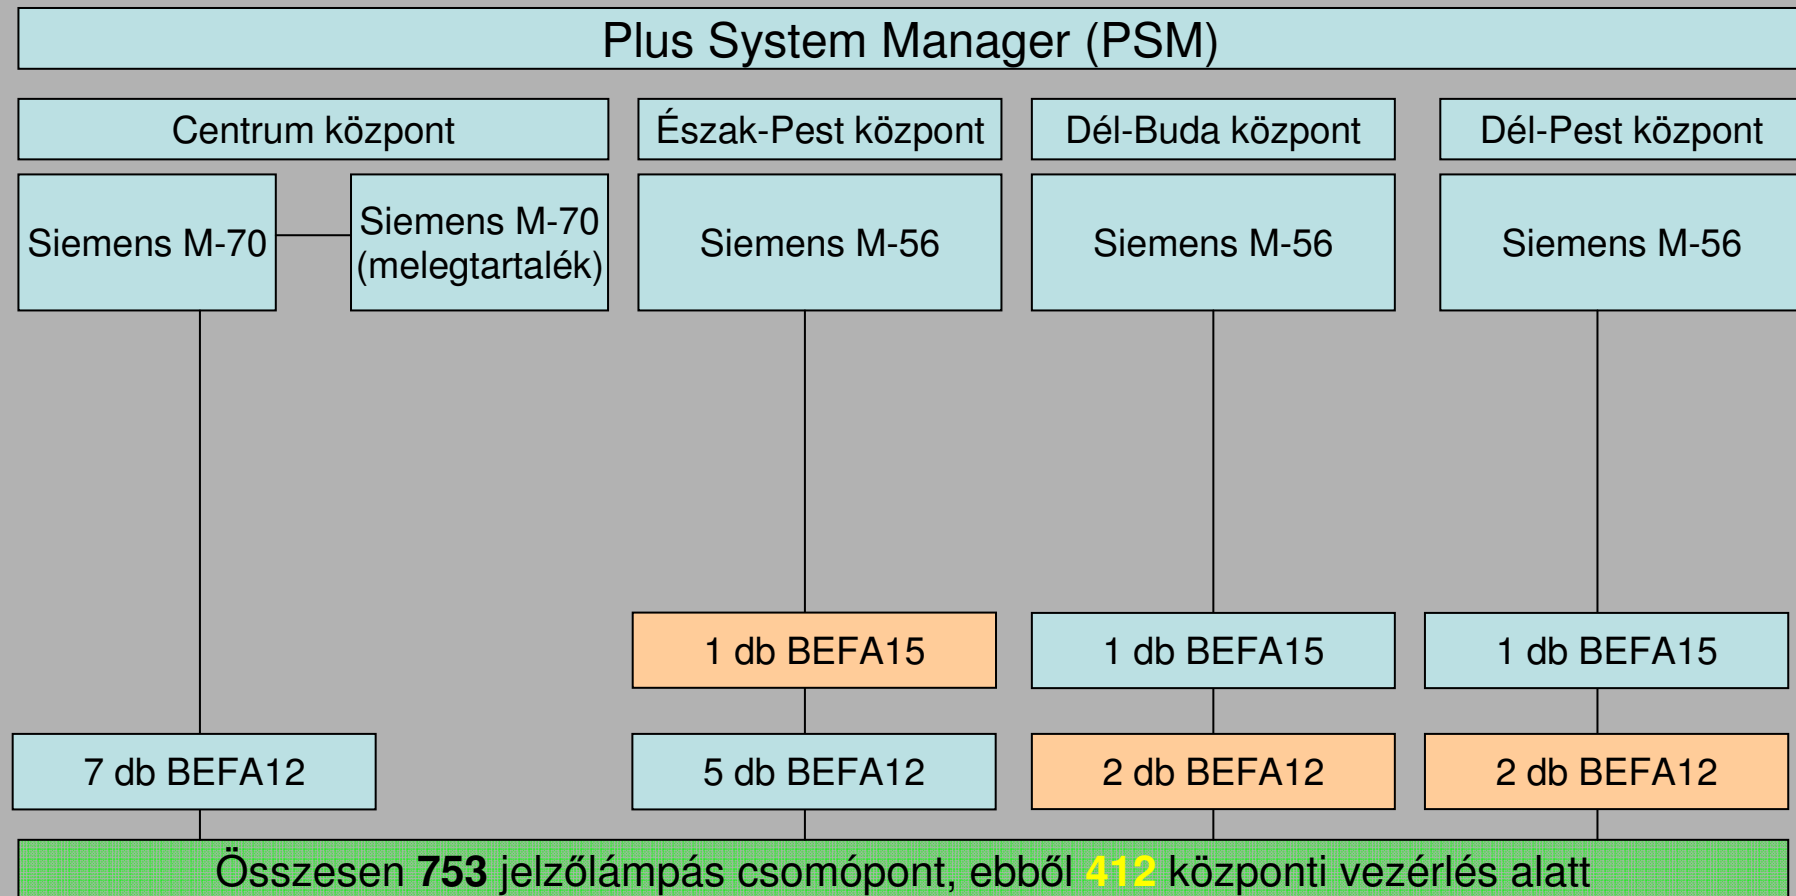 Plus System Manager (PSM)
Centrum központ
Észak-Pest központ
Dél-Buda központ
Dél-Pest központ
Siemens M-70
Siemens M-70
(melegtartalék)
Siemens M-56
Siemens M-56
Siemens M-56
1 db BEFA15
1 db BEFA15
1 db BEFA15
7 db BEFA12
5 db BEFA12
2 db BEFA12
2 db BEFA12
Összesen 753 jelzőlámpás csomópont, ebből 412 központi vezérlés alatt